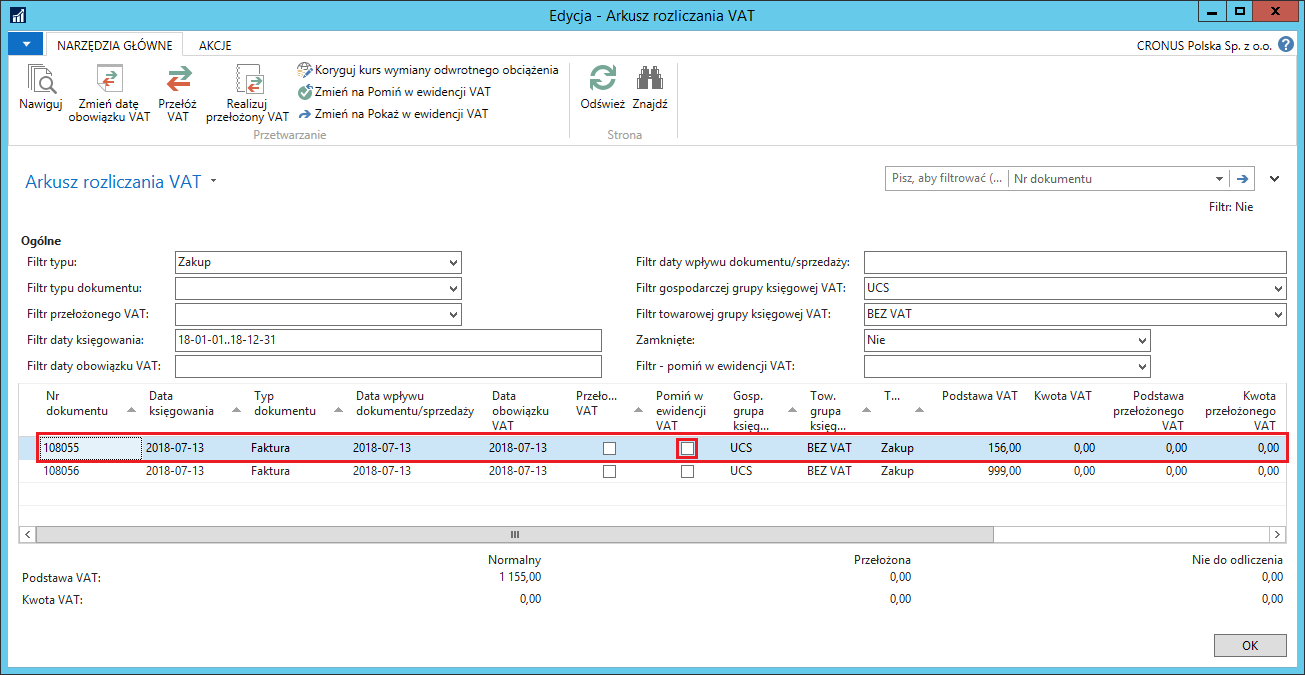 Edycja - Arkusz rozliczania VAT
NARZĘDZIA GŁÓWNE AKCJE
CRONUS Polska Sp. z o.o.
Nawiguj
Zmień datę obowiązku VAT
Przełóż VAT
Realizuj przełożony VAT
Koryguj kurs wymiany odwrotnego obciążenia
Zmień na Pomiń w ewidencji VAT
Zmień na Pokaż w ewidencji VAT
Przetwarzanie
Odśwież
Znajdź
Strona
Arkusz rozliczania VAT
Pisz, aby filtrować (... Nr dokumentu
Filtr: Nie
Ogólne
Filtr typu: Zakup
Filtr typu dokumentu:
Filtr przełożonego VAT:
Filtr daty księgowania: 18-01-01..18-12-31
Filtr daty obowiązku VAT:
Filtr daty wpływu dokumentu/sprzedaży:
Filtr gospodarczej grupy księgowej VAT: UCS
Filtr towarowej grupy księgowej VAT: BEZ VAT
Zamknięte: Nie
Filtr - pomiń w ewidencji VAT:
Nr dokumentu Data księgowania Typ dokumentu Data wpływu dokumentu/sprzedaży Data obowiązku VAT Przeło... VAT Pomiń w ewidencji VAT Gosp. grupa księg... Tow. grupa księg... T... Podstawa VAT Kwota VAT Podstawa przełożonego VAT Kwota przełożonego VAT
108055 2018-07-13 Faktura 2018-07-13 2018-07-13 UCS BEZ VAT Zakup 156,00 0,00 0,00 0,00
108056 2018-07-13 Faktura 2018-07-13 2018-07-13 UCS BEZ VAT Zakup 999,00 0,00 0,00 0,00
Normalny Przełożona Nie do odliczenia
Podstawa VAT: 1 155,00 0,00 0,00
Kwota VAT: 0,00 0,00 0,00
OK